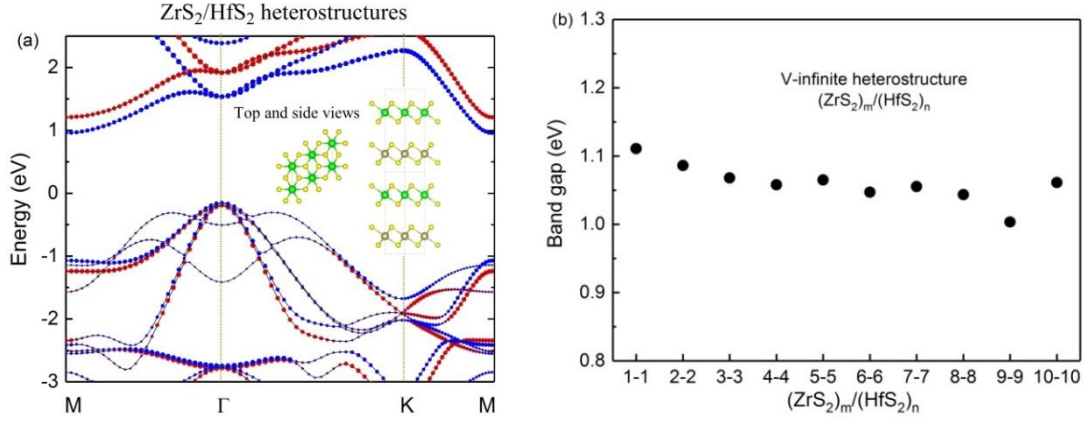 ZrS₂/HfS₂ heterostructures
(a)
Energy (eV)
2
1
0
-1
-2
-3
Top and side views
M
Γ
K
M
(b)
Band gap (eV)
1.3
1.2
1.1
1.0
0.9
0.8
V-infinite heterostructure
(ZrS₂)ₘ/(HfS₂)ₙ
1-1 2-2 3-3 4-4 5-5 6-6 7-7 8-8 9-9 10-10
(ZrS₂)ₘ/(HfS₂)ₙ